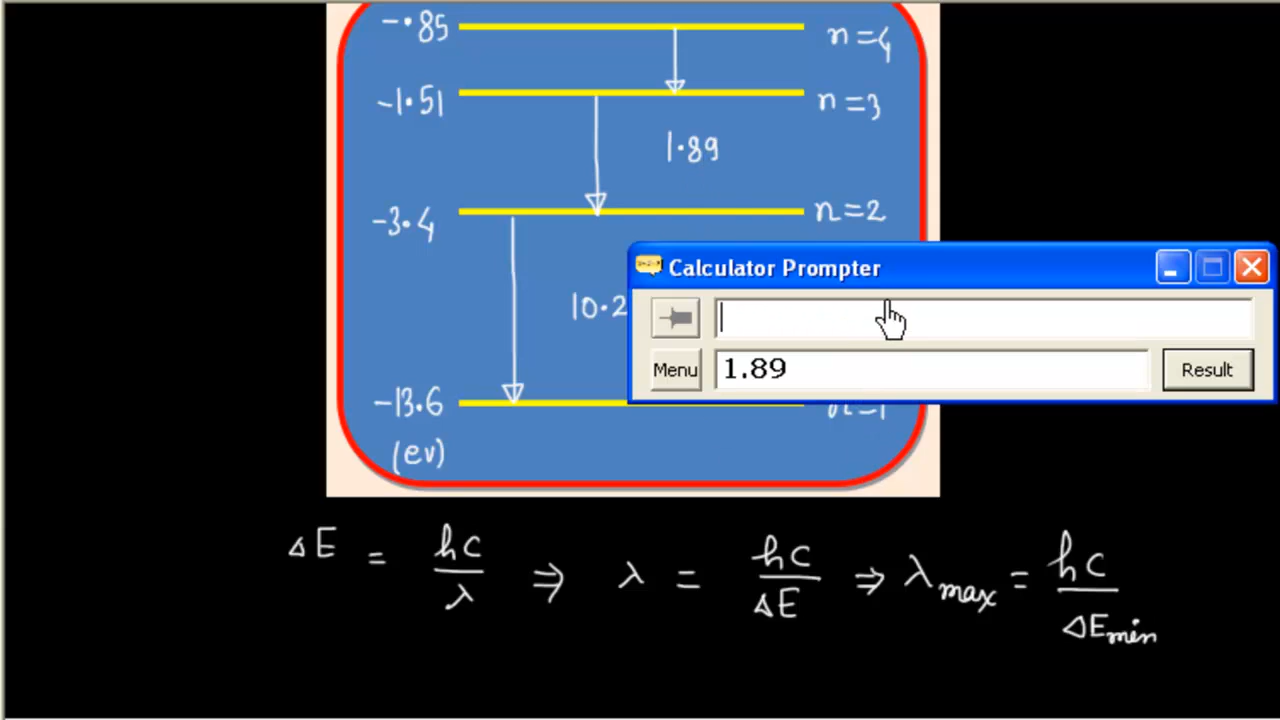 -.85 n=4
-1.51 n=3
1.89
-3.4 n=2
Calculator Prompter
10.2
Menu 1.89 Result
-13.6 n=1
(ev)
ΔE = hc/λ ⇒ λ = hc/ΔE ⇒ λmax = hc/ΔEmin